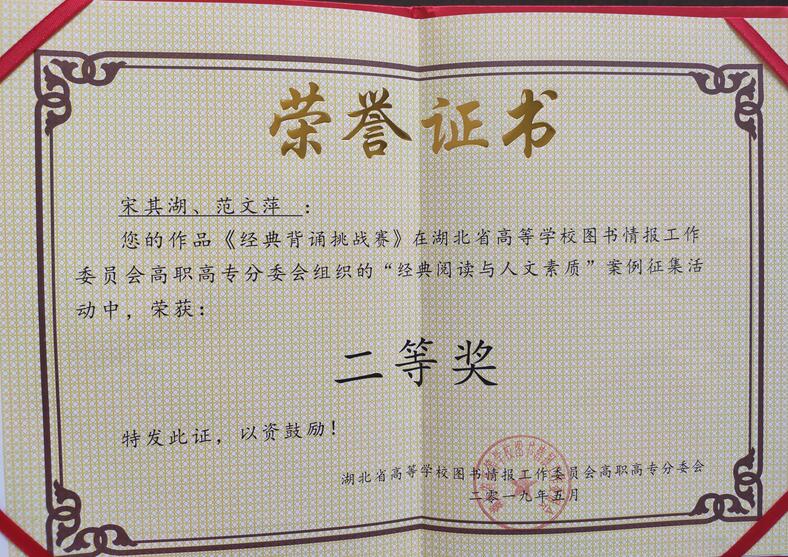 荣誉证书
宋其湖、范文萍：
您的作品《经典背诵挑战赛》在湖北省高等学校图书情报工作
委员会高职高专分委会组织的“经典阅读与人文素质”案例征集活
动中，荣获：
二等奖
特发此证，以资鼓励！
湖北省高等学校图书情报工作委员会高职高专分委会
二零一九年五月